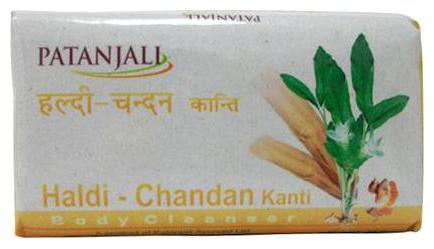 PATANJALI
हल्दी-चन्दन कान्ति
Haldi - Chandan Kanti
Body Cleanser